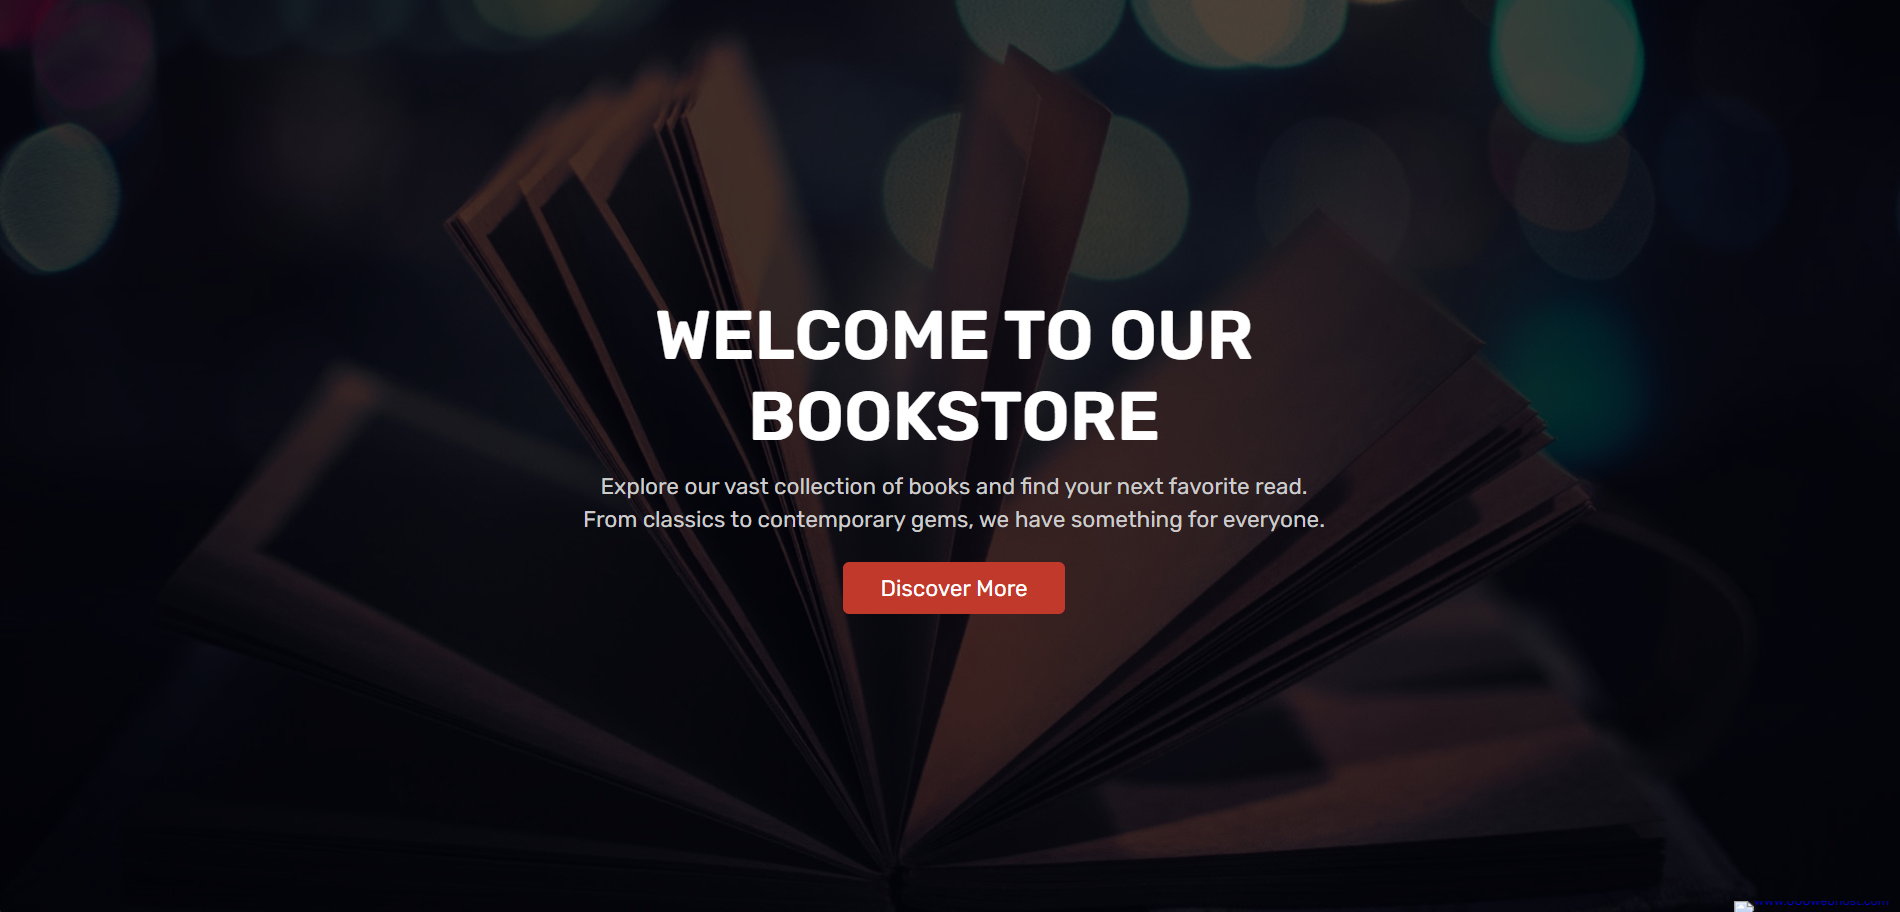 WELCOME TO OUR
BOOKSTORE
Explore our vast collection of books and find your next favorite read.
From classics to contemporary gems, we have something for everyone.
Discover More